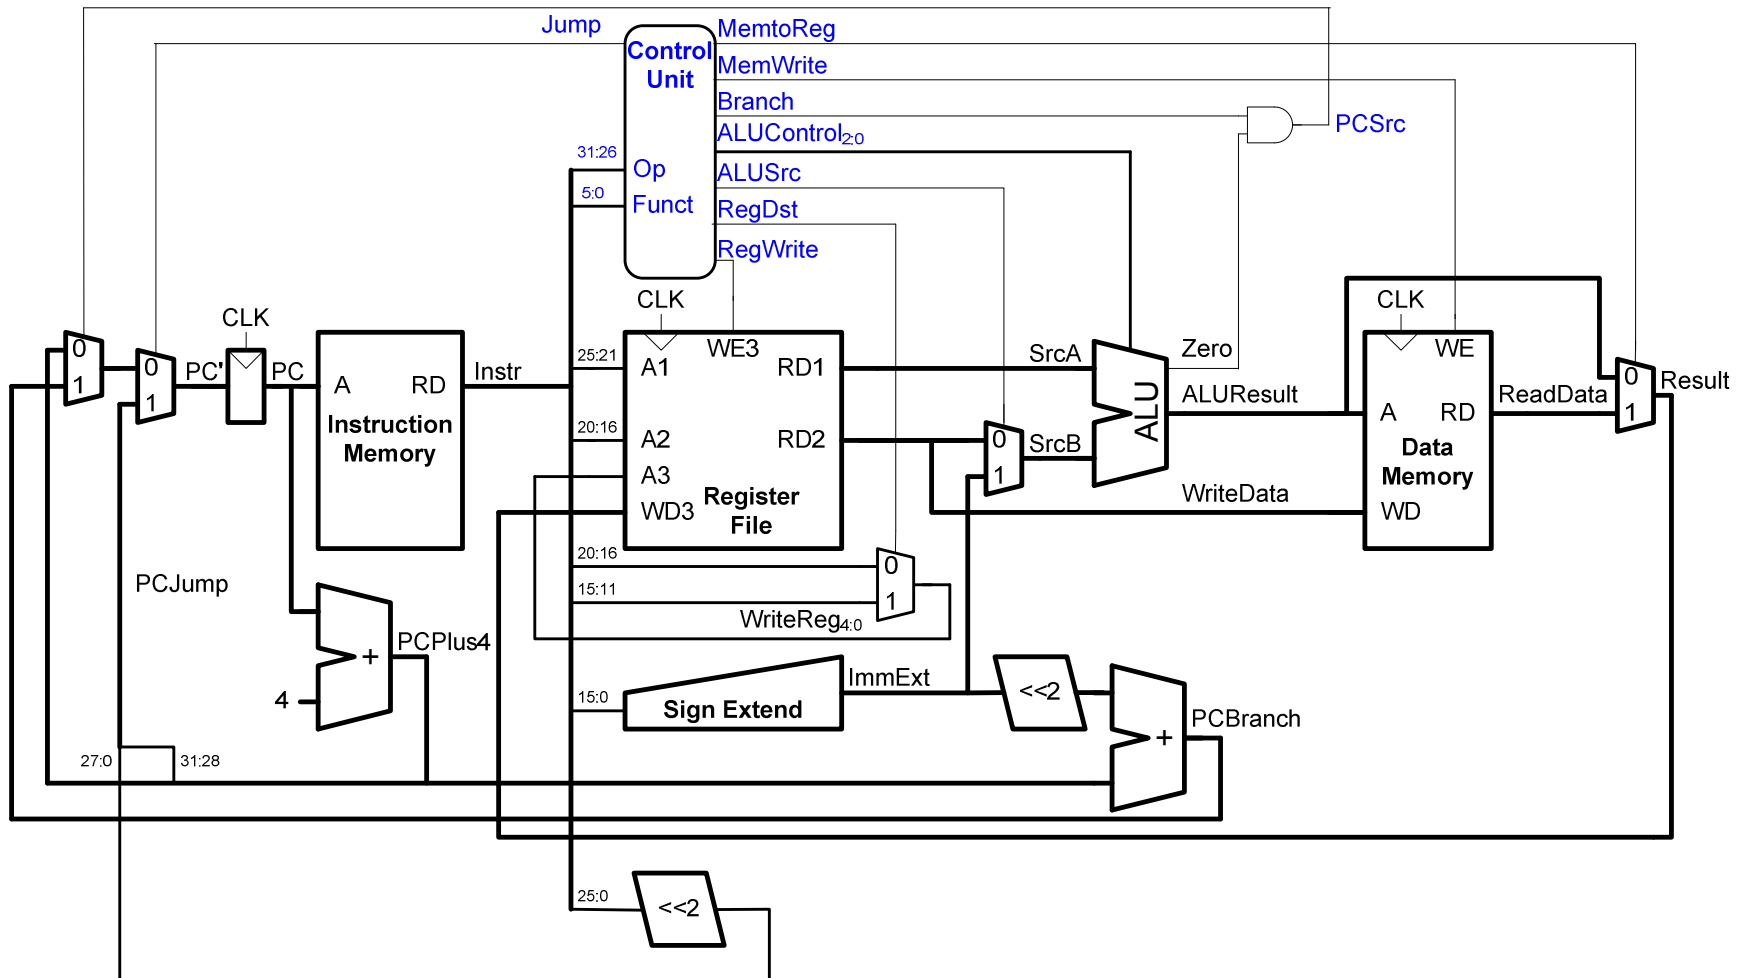 Jump
Control
Unit
MemtoReg
MemWrite
Branch
ALUControl2:0
PCSrc
31:26
Op
ALUSrc
5:0
Funct
RegDst
RegWrite
CLK
CLK
CLK
0
1
0
1
PC'
PC
A
RD
Instruction
Memory
Instr
25:21
A1
WE3
RD1
20:16
A2
RD2
A3
WD3
Register
File
SrcA
0
1
SrcB
ALU
Zero
ALUResult
WE
A
RD
Data
Memory
WriteData
WD
ReadData
0
1
Result
20:16
0
15:11
1
WriteReg4:0
PCJump
+
PCPlus4
4
15:0
Sign Extend
ImmExt
<<2
+
PCBranch
27:0
31:28
25:0
<<2